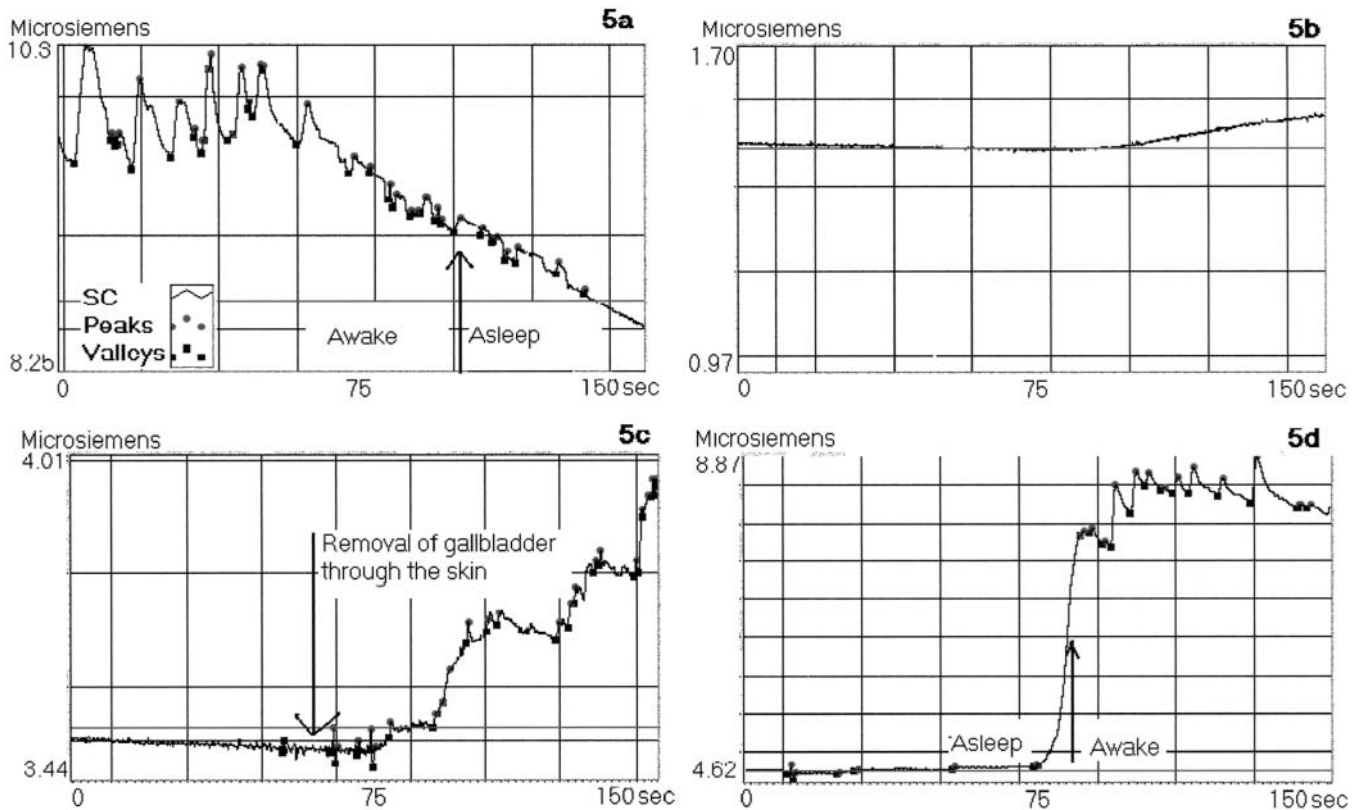 5a
Microsiemens
10.3
SC
Peaks
Valleys
Awake
Asleep
8.25
0
75
150 sec
5b
Microsiemens
1.70
0.97
0
75
150 sec
5c
Microsiemens
4.01
Removal of gallbladder
through the skin
3.44
0
75
150 sec
5d
Microsiemens
8.87
Asleep
Awake
4.62
0
75
150 sec